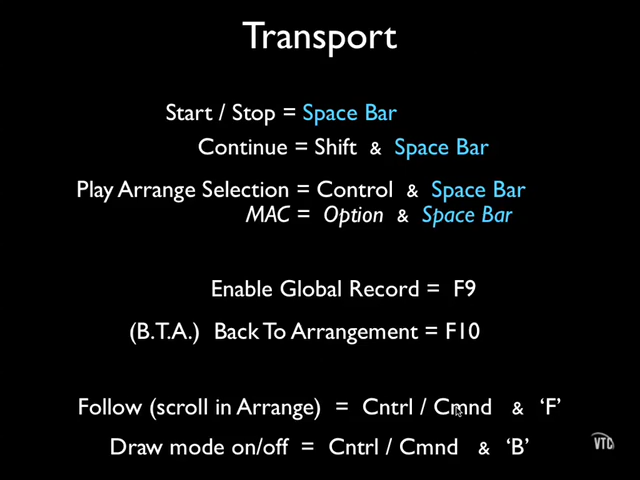 Transport
Start / Stop = Space Bar
Continue = Shift & Space Bar
Play Arrange Selection = Control & Space Bar
MAC = Option & Space Bar
Enable Global Record = F9
(B.T.A.) Back To Arrangement = F10
Follow (scroll in Arrange) = Cntrl / Cmnd & ‘F’
Draw mode on/off = Cntrl / Cmnd & ‘B’
VTC